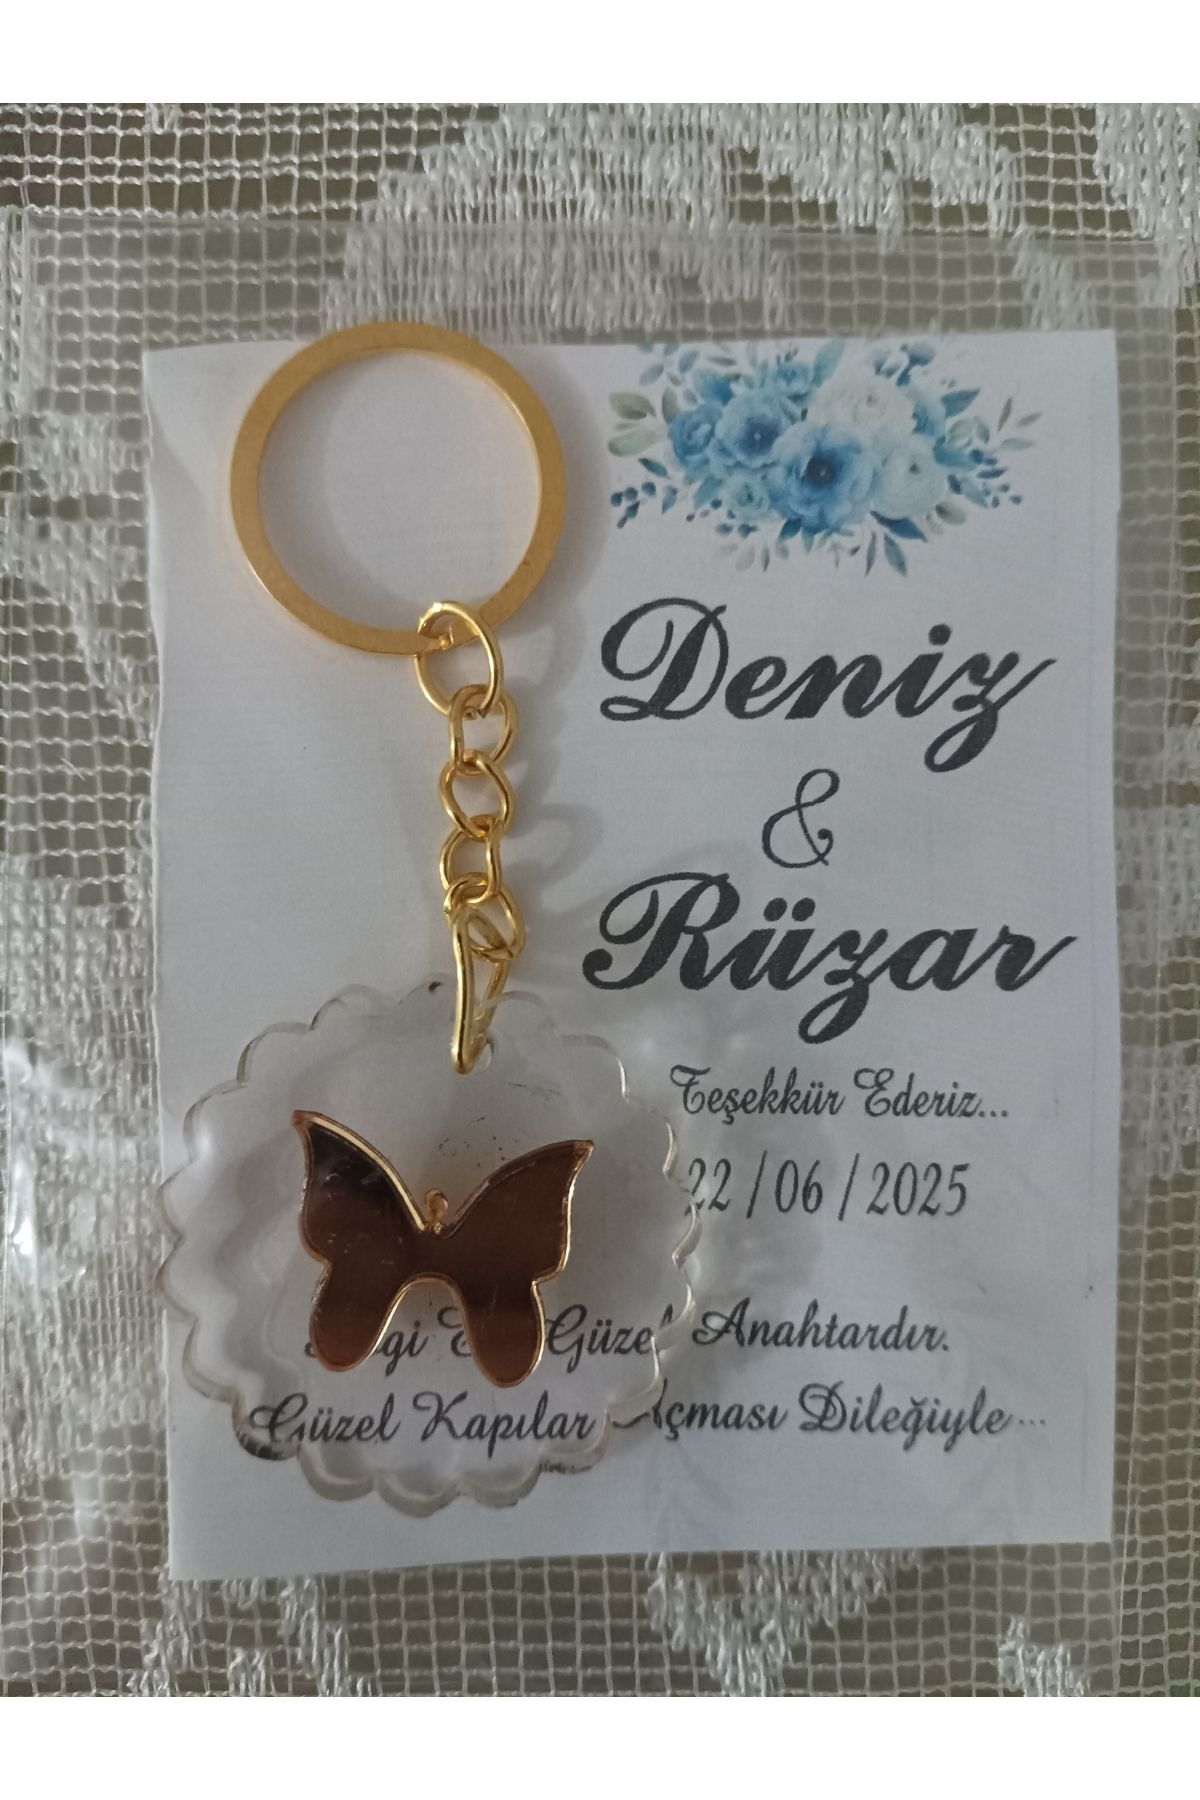 Deniz
&
Rüzar
Teşekkür Ederiz...
22 / 06 / 2025
Güzel Anahtardır.
Güzel Kapılar Açması Dileğiyle...